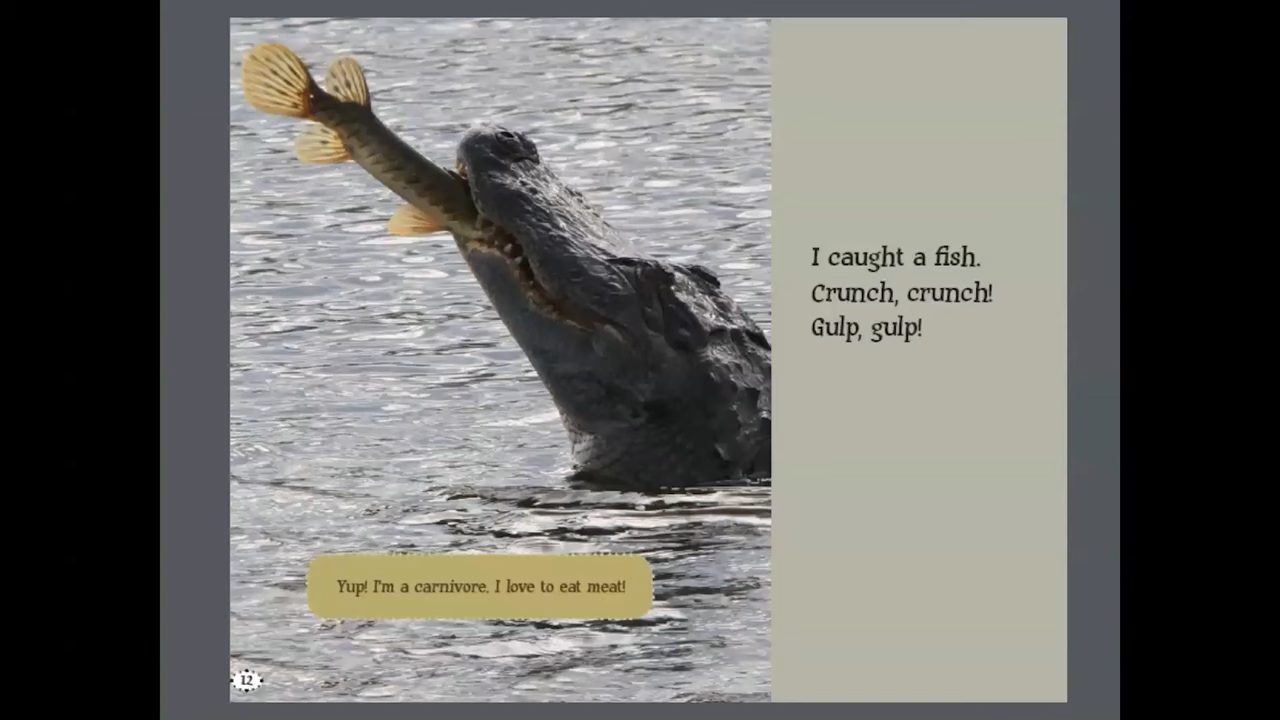 I caught a fish.
Crunch, crunch!
Gulp, gulp!
Yup! I'm a carnivore. I love to eat meat!
12